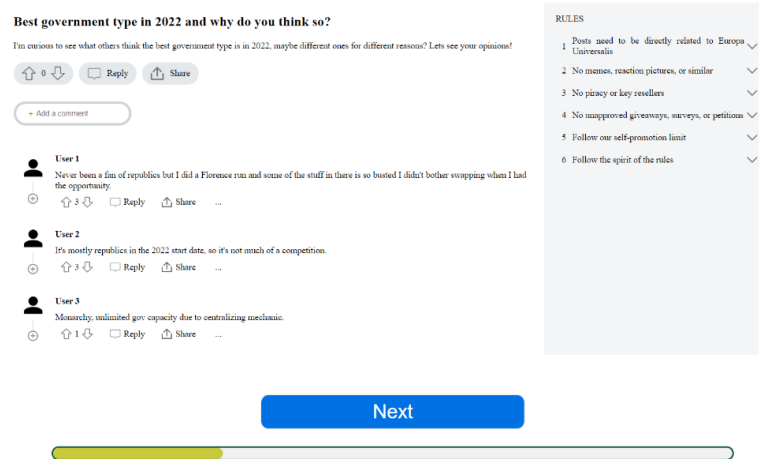 Best government type in 2022 and why do you think so?
I'm curious to see what others think the best government type is in 2022, maybe different ones for different reasons? Lets see your opinions!
0
Reply
Share
+ Add a comment
User 1
Never been a fan of republics but I did a Florence run and some of the stuff in there is so busted I didn't bother swapping when I had
the opportunity.
3
Reply
Share
...
User 2
It's mostly republics in the 2022 start date, so it's not much of a competition.
3
Reply
Share
...
User 3
Monarchy, unlimited gov capacity due to centralizing mechanic.
1
Reply
Share
...
RULES
1 Posts need to be directly related to Europa
Universalis
2 No memes, reaction pictures, or similar
3 No piracy or key resellers
4 No unapproved giveaways, surveys, or petitions
5 Follow our self-promotion limit
6 Follow the spirit of the rules
Next